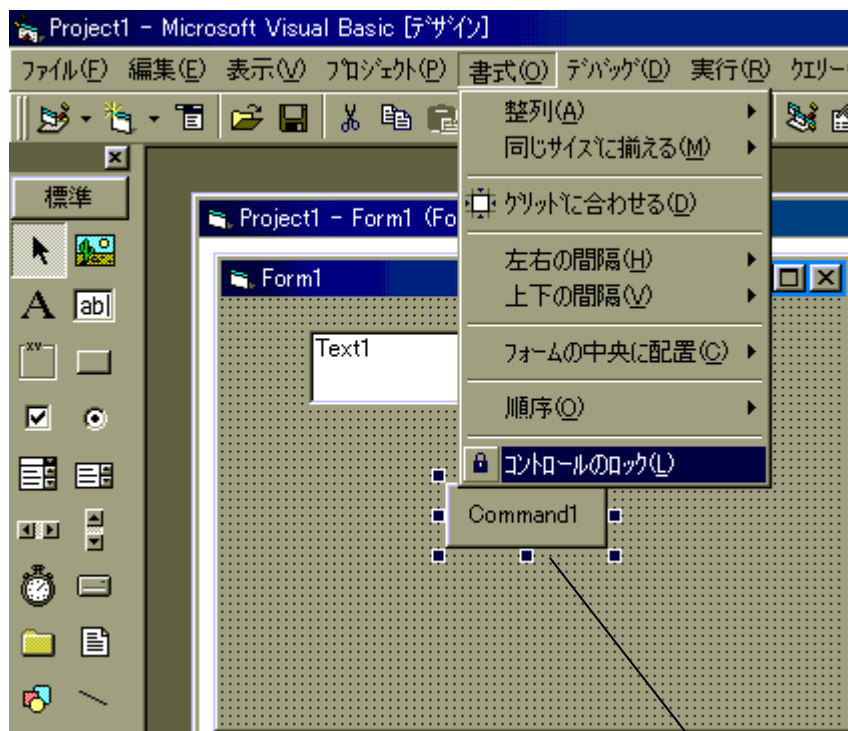 Project1 - Microsoft Visual Basic [ﾃﾞｻﾞｲﾝ]
ﾌｧｲﾙ(F) 編集(E) 表示(V) ﾌﾟﾛｼﾞｪｸﾄ(P) 書式(O) ﾃﾞﾊﾞｯｸﾞ(D) 実行(R) ｸｴﾘｰ
整列(A)
同じｻｲｽﾞに揃える(M)
ｸﾞﾘｯﾄﾞに合わせる(D)
左右の間隔(H)
上下の間隔(V)
ﾌｫｰﾑの中央に配置(C)
順序(O)
ｺﾝﾄﾛｰﾙのﾛｯｸ(L)
標準
A ab
xy
Project1 - Form1 (Fo
Form1
Text1
Command1